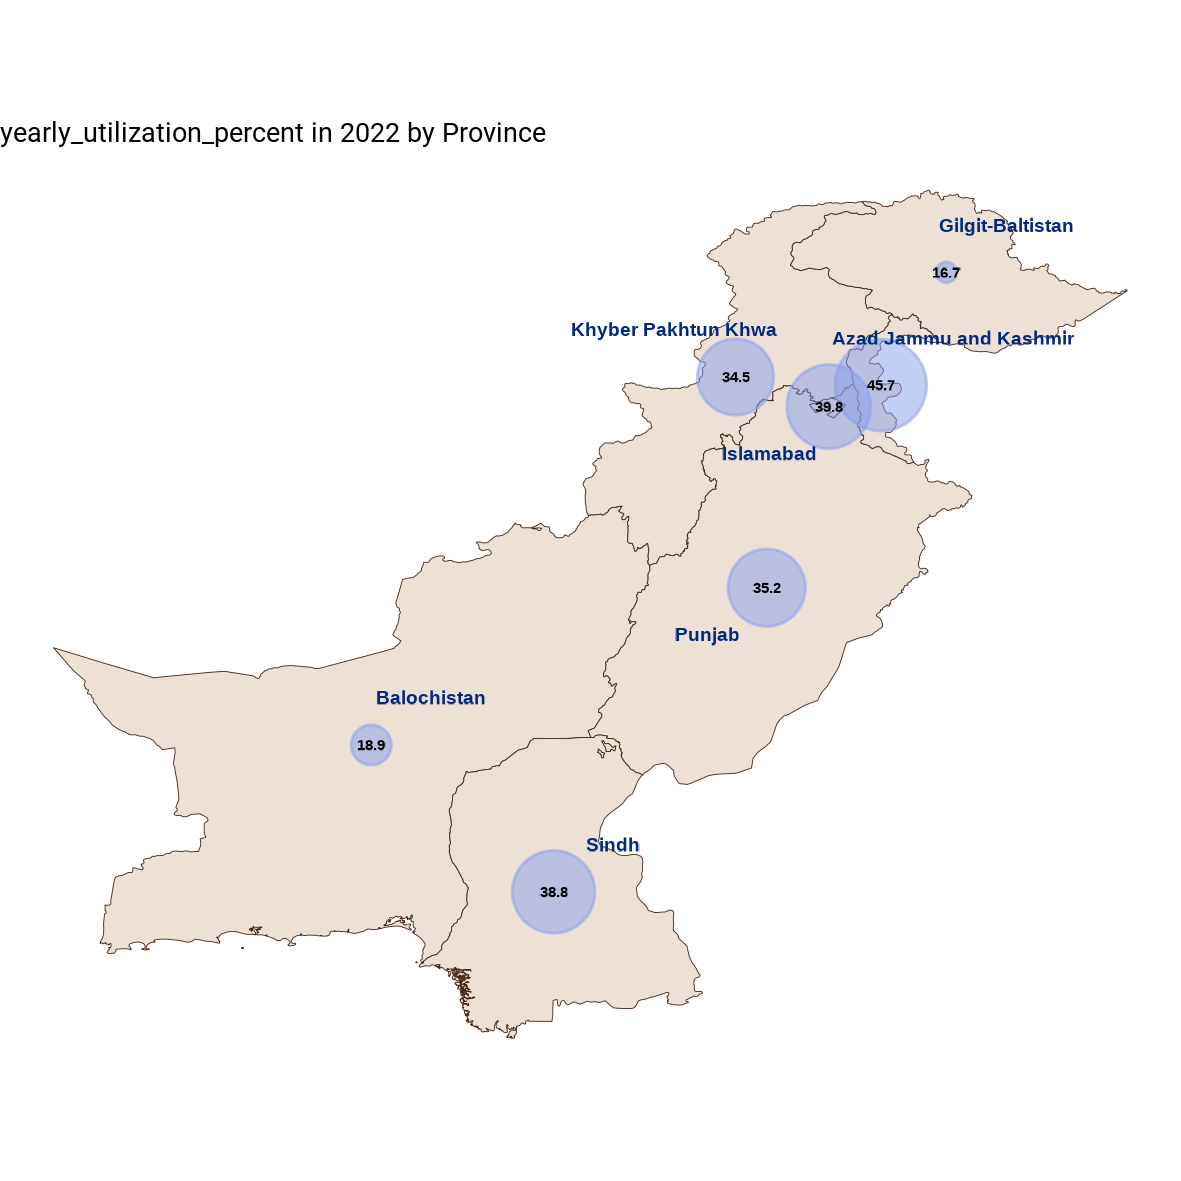 yearly_utilization_percent in 2022 by Province
Gilgit-Baltistan
16.7
Khyber Pakhtun Khwa
Azad Jammu and Kashmir
34.5
45.7
39.8
Islamabad
35.2
Punjab
Balochistan
18.9
Sindh
38.8